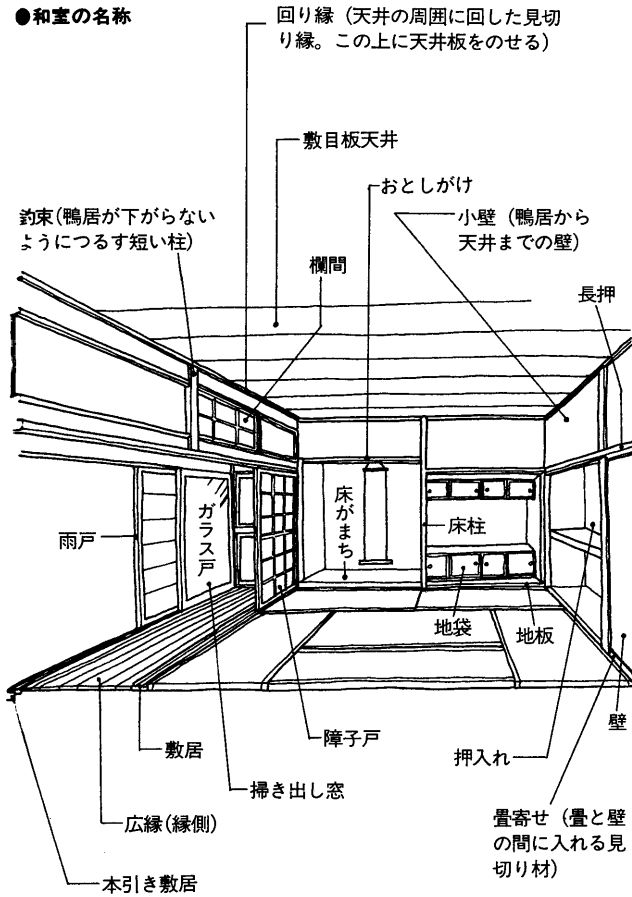 ●和室の名称
回り縁（天井の周囲に回した見切
り縁。この上に天井板をのせる）
敷目板天井
おとしがけ
釣束（鴨居が下がらない
ようにつるす短い柱）
小壁（鴨居から
天井までの壁）
欄間
長押
床がまち
床柱
ガラス戸
雨戸
地袋
地板
壁
障子戸
敷居
押入れ
掃き出し窓
広縁（縁側）
畳寄せ（畳と壁
の間に入れる見
切り材）
本引き敷居